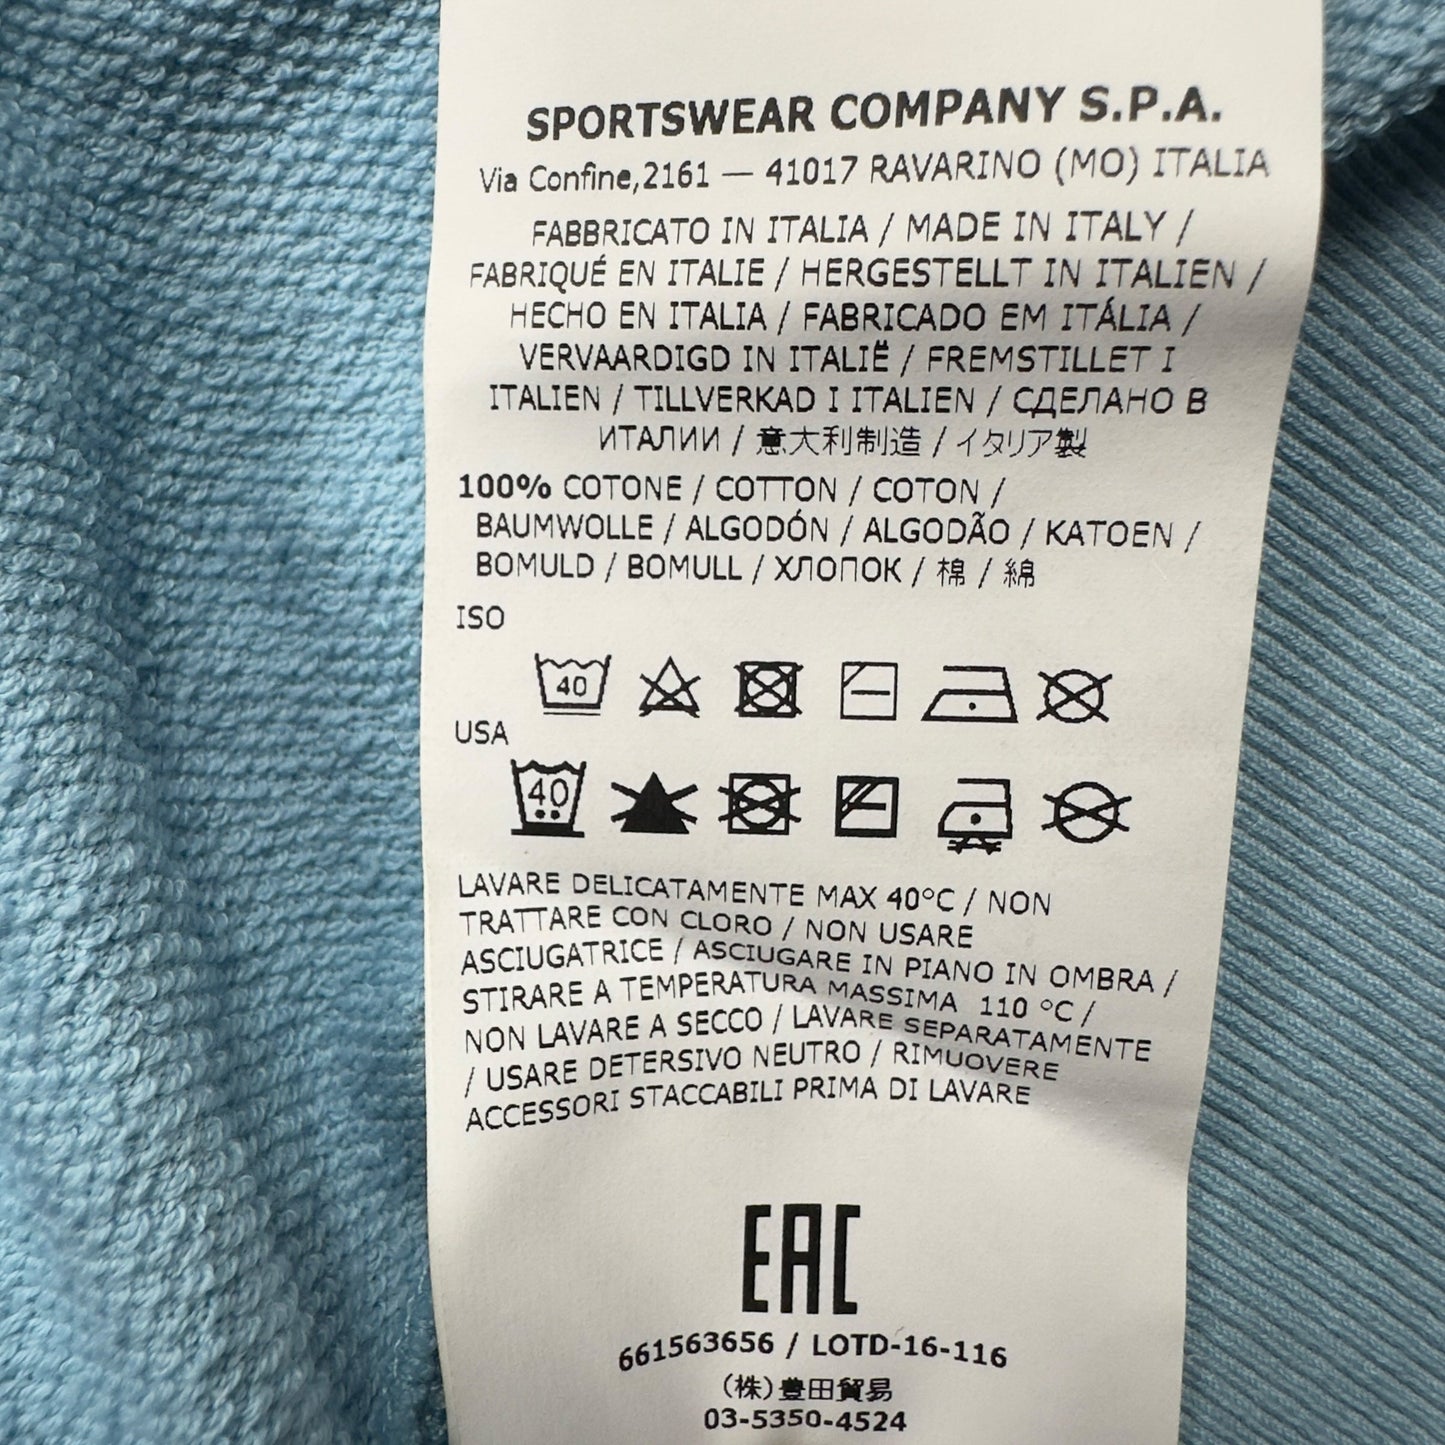 SPORTSWEAR COMPANY S.P.A.
Via Confine,2161 — 41017 RAVARINO (MO) ITALIA
FABBRICATO IN ITALIA / MADE IN ITALY /
FABRIQUÉ EN ITALIE / HERGESTELLT IN ITALIEN /
HECHO EN ITALIA / FABRICADO EM ITÁLIA /
VERVAARDIGD IN ITALIË / FREMSTILLET I
ITALIEN / TILLVERKAD I ITALIEN / СДЕЛАНО В
ИТАЛИИ / 意大利制造 / イタリア製
100% COTONE / COTTON / COTON /
BAUMWOLLE / ALGODÓN / ALGODÃO / KATOEN /
BOMULD / BOMULL / ХЛОПОК / 棉 / 綿
ISO
40
USA
40
LAVARE DELICATAMENTE MAX 40°C / NON
TRATTARE CON CLORO / NON USARE
ASCIUGATRICE / ASCIUGARE IN PIANO IN OMBRA /
STIRARE A TEMPERATURA MASSIMA 110 °C /
NON LAVARE A SECCO / LAVARE SEPARATAMENTE
/ USARE DETERSIVO NEUTRO / RIMUOVERE
ACCESSORI STACCABILI PRIMA DI LAVARE
EAC
661563656 / LOTD-16-116
(株)豊田貿易
03-5350-4524